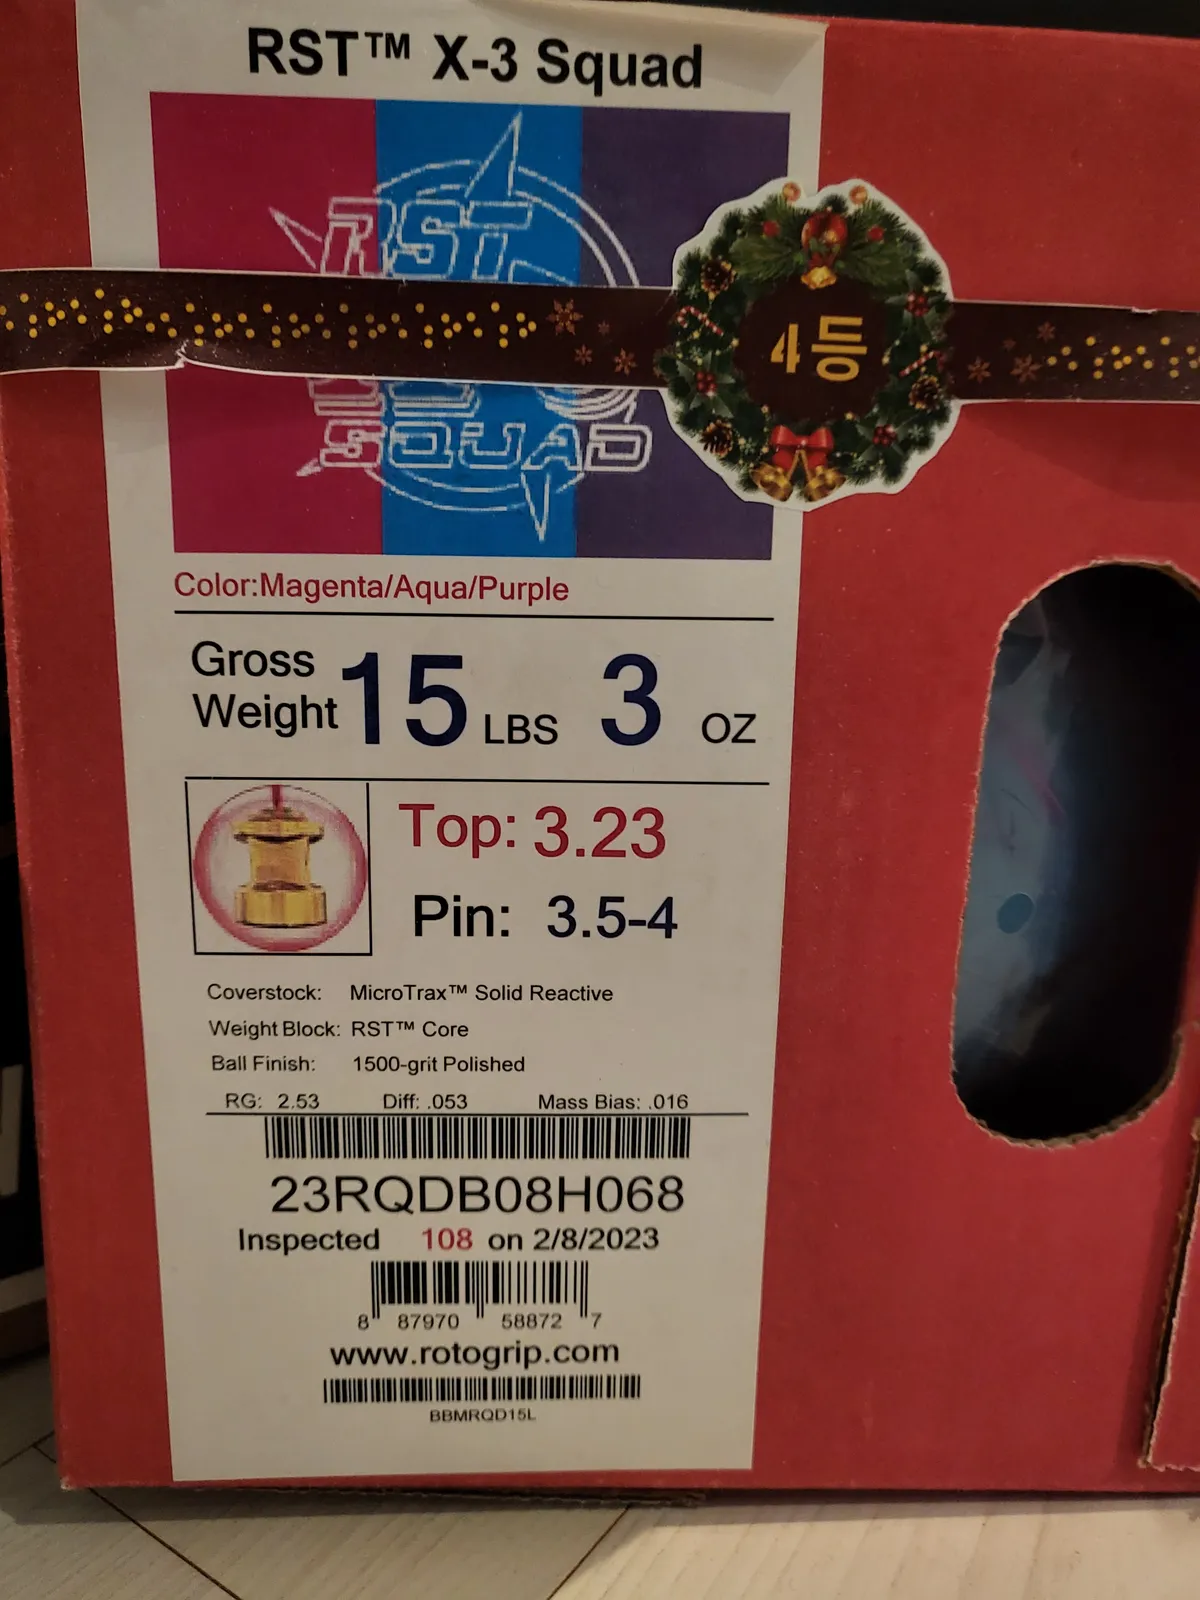 RST™ X-3 Squad
RST
4등
SQUAD
Color:Magenta/Aqua/Purple
Gross
Weight 15 LBS 3 OZ
Top: 3.23
Pin: 3.5-4
Coverstock: MicroTrax™ Solid Reactive
Weight Block: RST™ Core
Ball Finish: 1500-grit Polished
RG: 2.53 Diff: .053 Mass Bias: .016
23RQDB08H068
Inspected 108 on 2/8/2023
8 87970 58872 7
www.rotogrip.com
BBMRQD15L